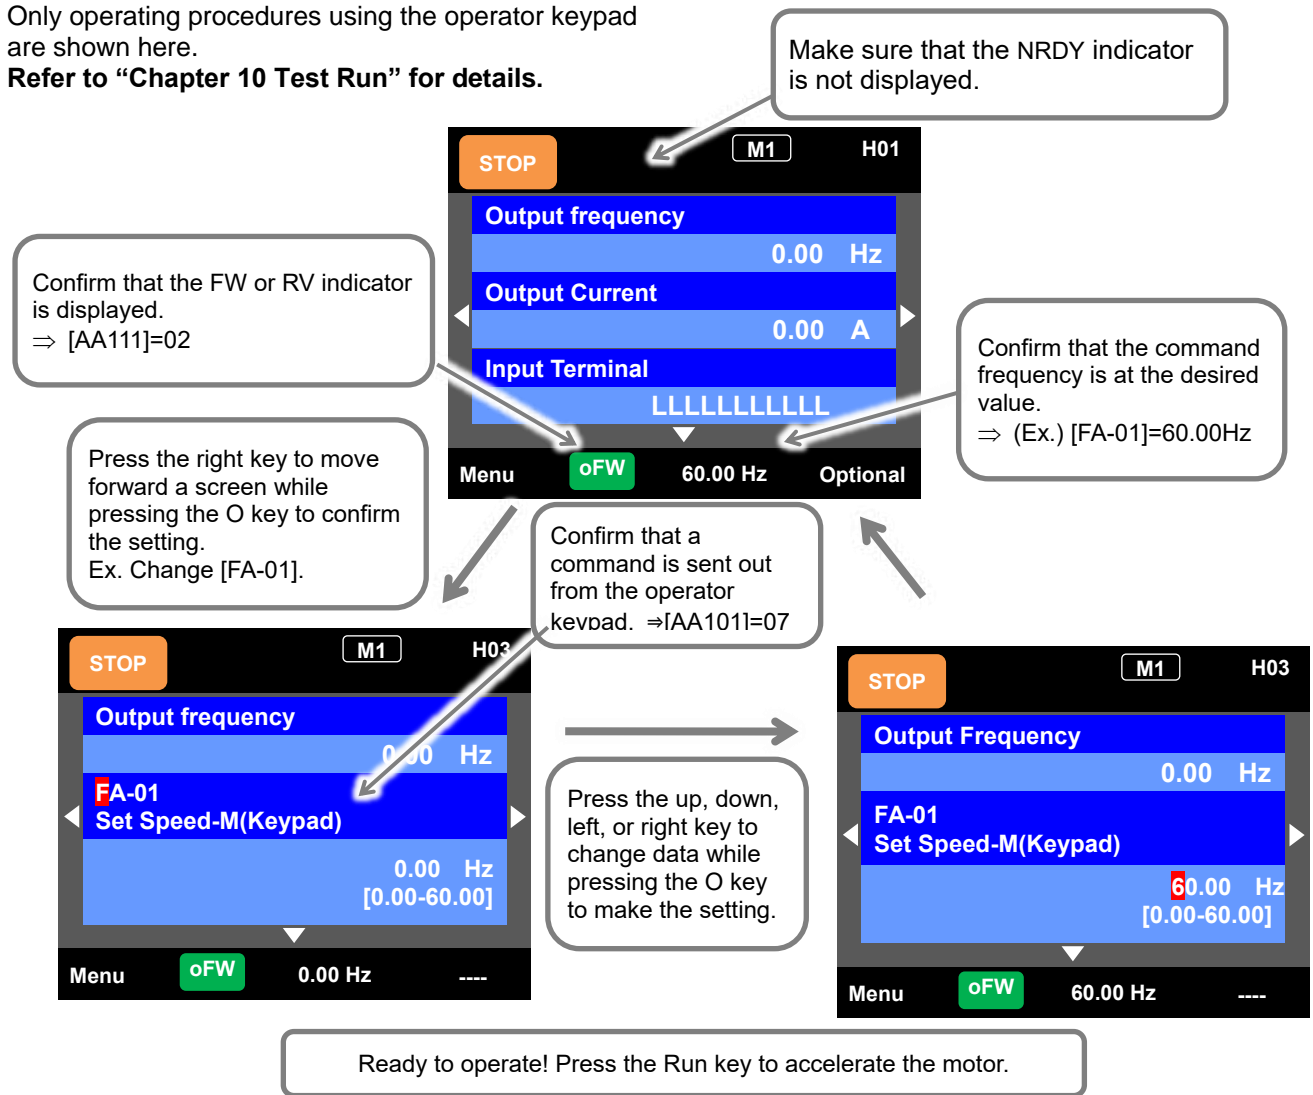 Only operating procedures using the operator keypad
are shown here.
Refer to “Chapter 10 Test Run” for details.
Make sure that the NRDY indicator
is not displayed.
STOP
M1
H01
Output frequency
0.00 Hz
Output Current
0.00 A
Input Terminal
LLLLLLLLLLL
Menu
oFW
60.00 Hz
Optional
Confirm that the FW or RV indicator
is displayed.
⇒ [AA111]=02
Confirm that the command
frequency is at the desired
value.
⇒ (Ex.) [FA-01]=60.00Hz
Press the right key to move
forward a screen while
pressing the O key to confirm
the setting.
Ex. Change [FA-01].
Confirm that a
command is sent out
from the operator
keypad. ⇒[AA101]=07
STOP
M1
H03
Output frequency
0.00 Hz
FA-01
Set Speed-M(Keypad)
0.00 Hz
[0.00-60.00]
Menu
oFW
0.00 Hz
----
Press the up, down,
left, or right key to
change data while
pressing the O key
to make the setting.
STOP
M1
H03
Output Frequency
0.00 Hz
FA-01
Set Speed-M(Keypad)
60.00 Hz
[0.00-60.00]
Menu
oFW
60.00 Hz
----
Ready to operate! Press the Run key to accelerate the motor.